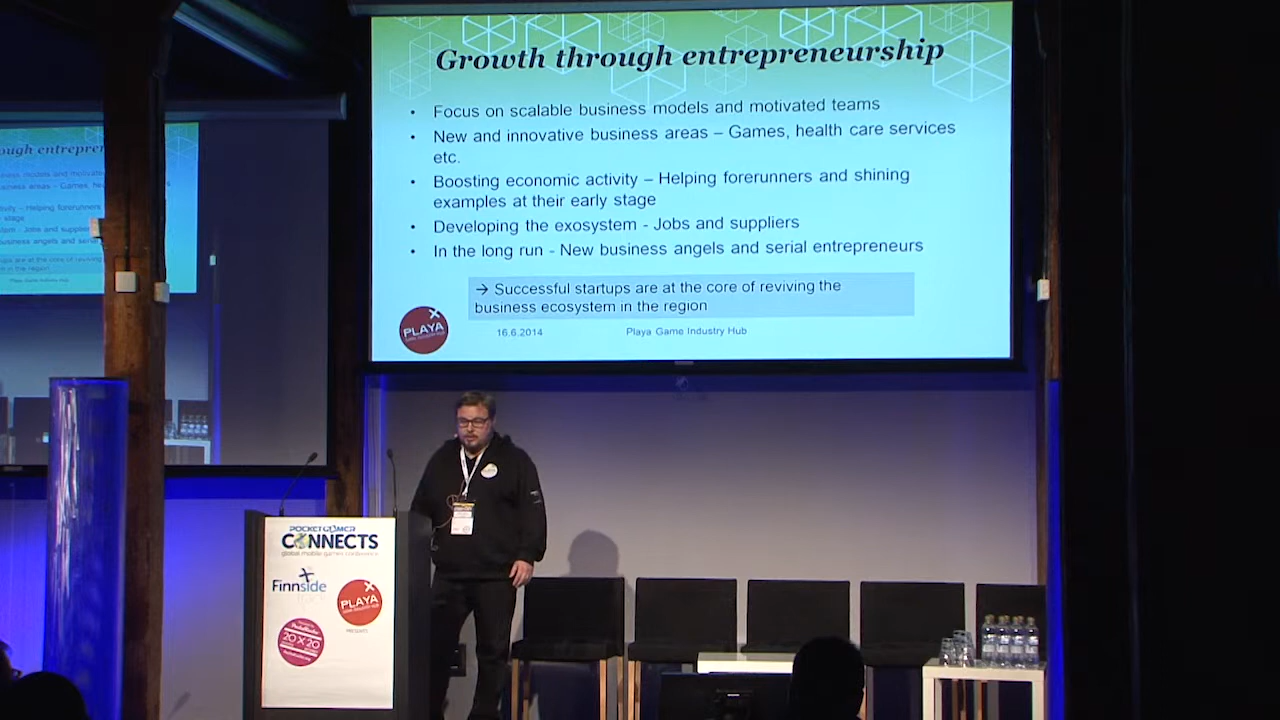 Growth through entrepreneurship
• Focus on scalable business models and motivated teams
• New and innovative business areas – Games, health care services
etc.
• Boosting economic activity – Helping forerunners and shining
examples at their early stage
• Developing the exosystem - Jobs and suppliers
• In the long run - New business angels and serial entrepreneurs
→ Successful startups are at the core of reviving the
business ecosystem in the region
PLAYA
16.6.2014
Playa Game Industry Hub
ough entrepren
POCKET GAMER
CONNECTS
global mobile games conference
Finnside
PLAYA
PRESENTS
20x20